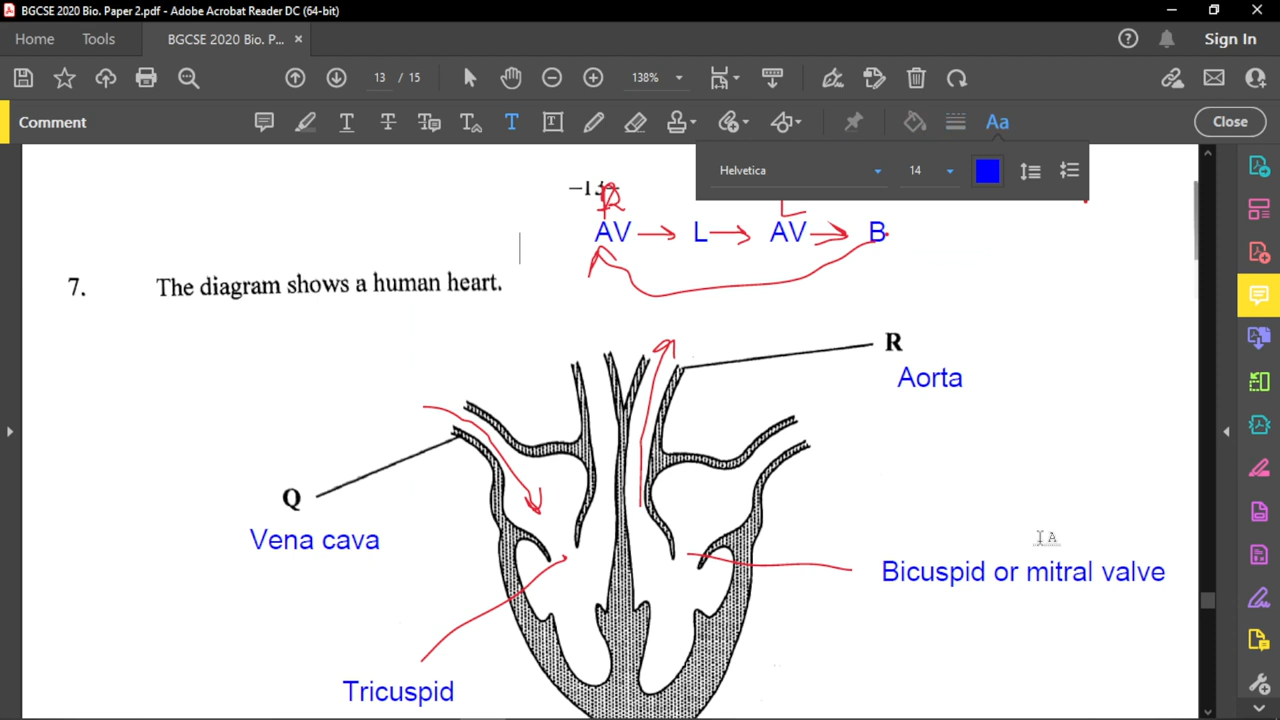 BGCSE 2020 Bio. Paper 2.pdf - Adobe Acrobat Reader DC (64-bit)
Home Tools BGCSE 2020 Bio. P... × Sign In
13 / 15 138%
Comment Aa Close
Helvetica 14
–13–
R L
AV → L → AV → B
7. The diagram shows a human heart.
R
Aorta
Q
Vena cava
Bicuspid or mitral valve
Tricuspid